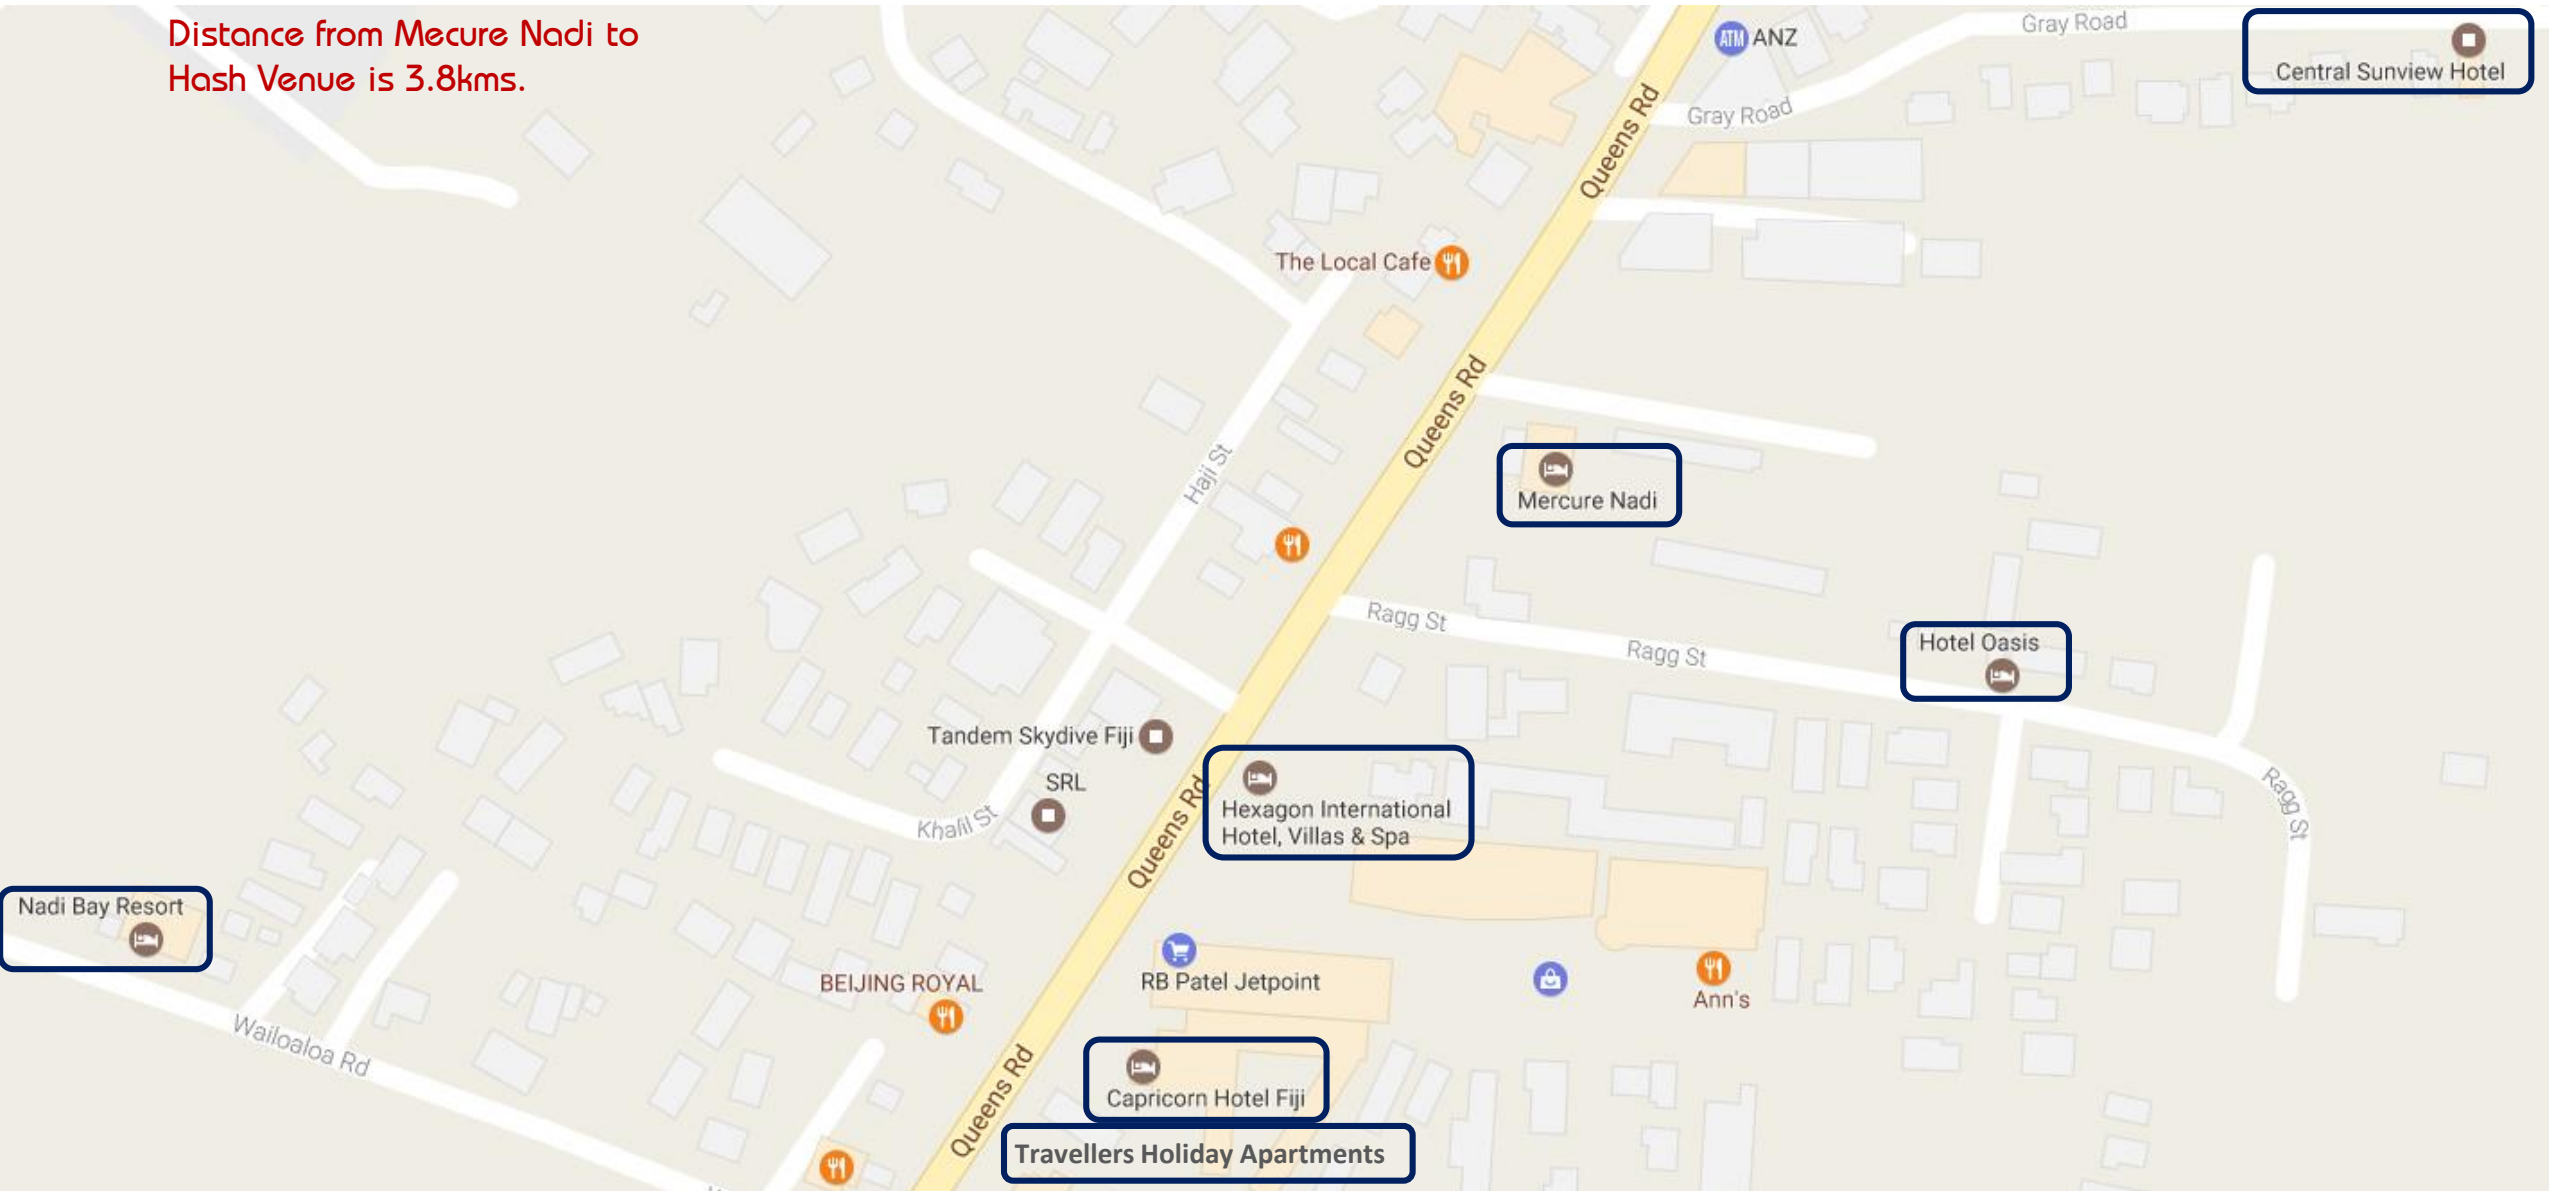 Distance from Mecure Nadi to
Hash Venue is 3.8kms.
ATM ANZ
Gray Road
Central Sunview Hotel
Gray Road
Queens Rd
The Local Cafe
Queens Rd
Haji St
Mercure Nadi
Ragg St
Ragg St
Hotel Oasis
Tandem Skydive Fiji
SRL
Khalil St
Queens Rd
Hexagon International
Hotel, Villas & Spa
Ragg St
Nadi Bay Resort
BEIJING ROYAL
RB Patel Jetpoint
Ann's
Wailoaloa Rd
Queens Rd
Capricorn Hotel Fiji
Travellers Holiday Apartments